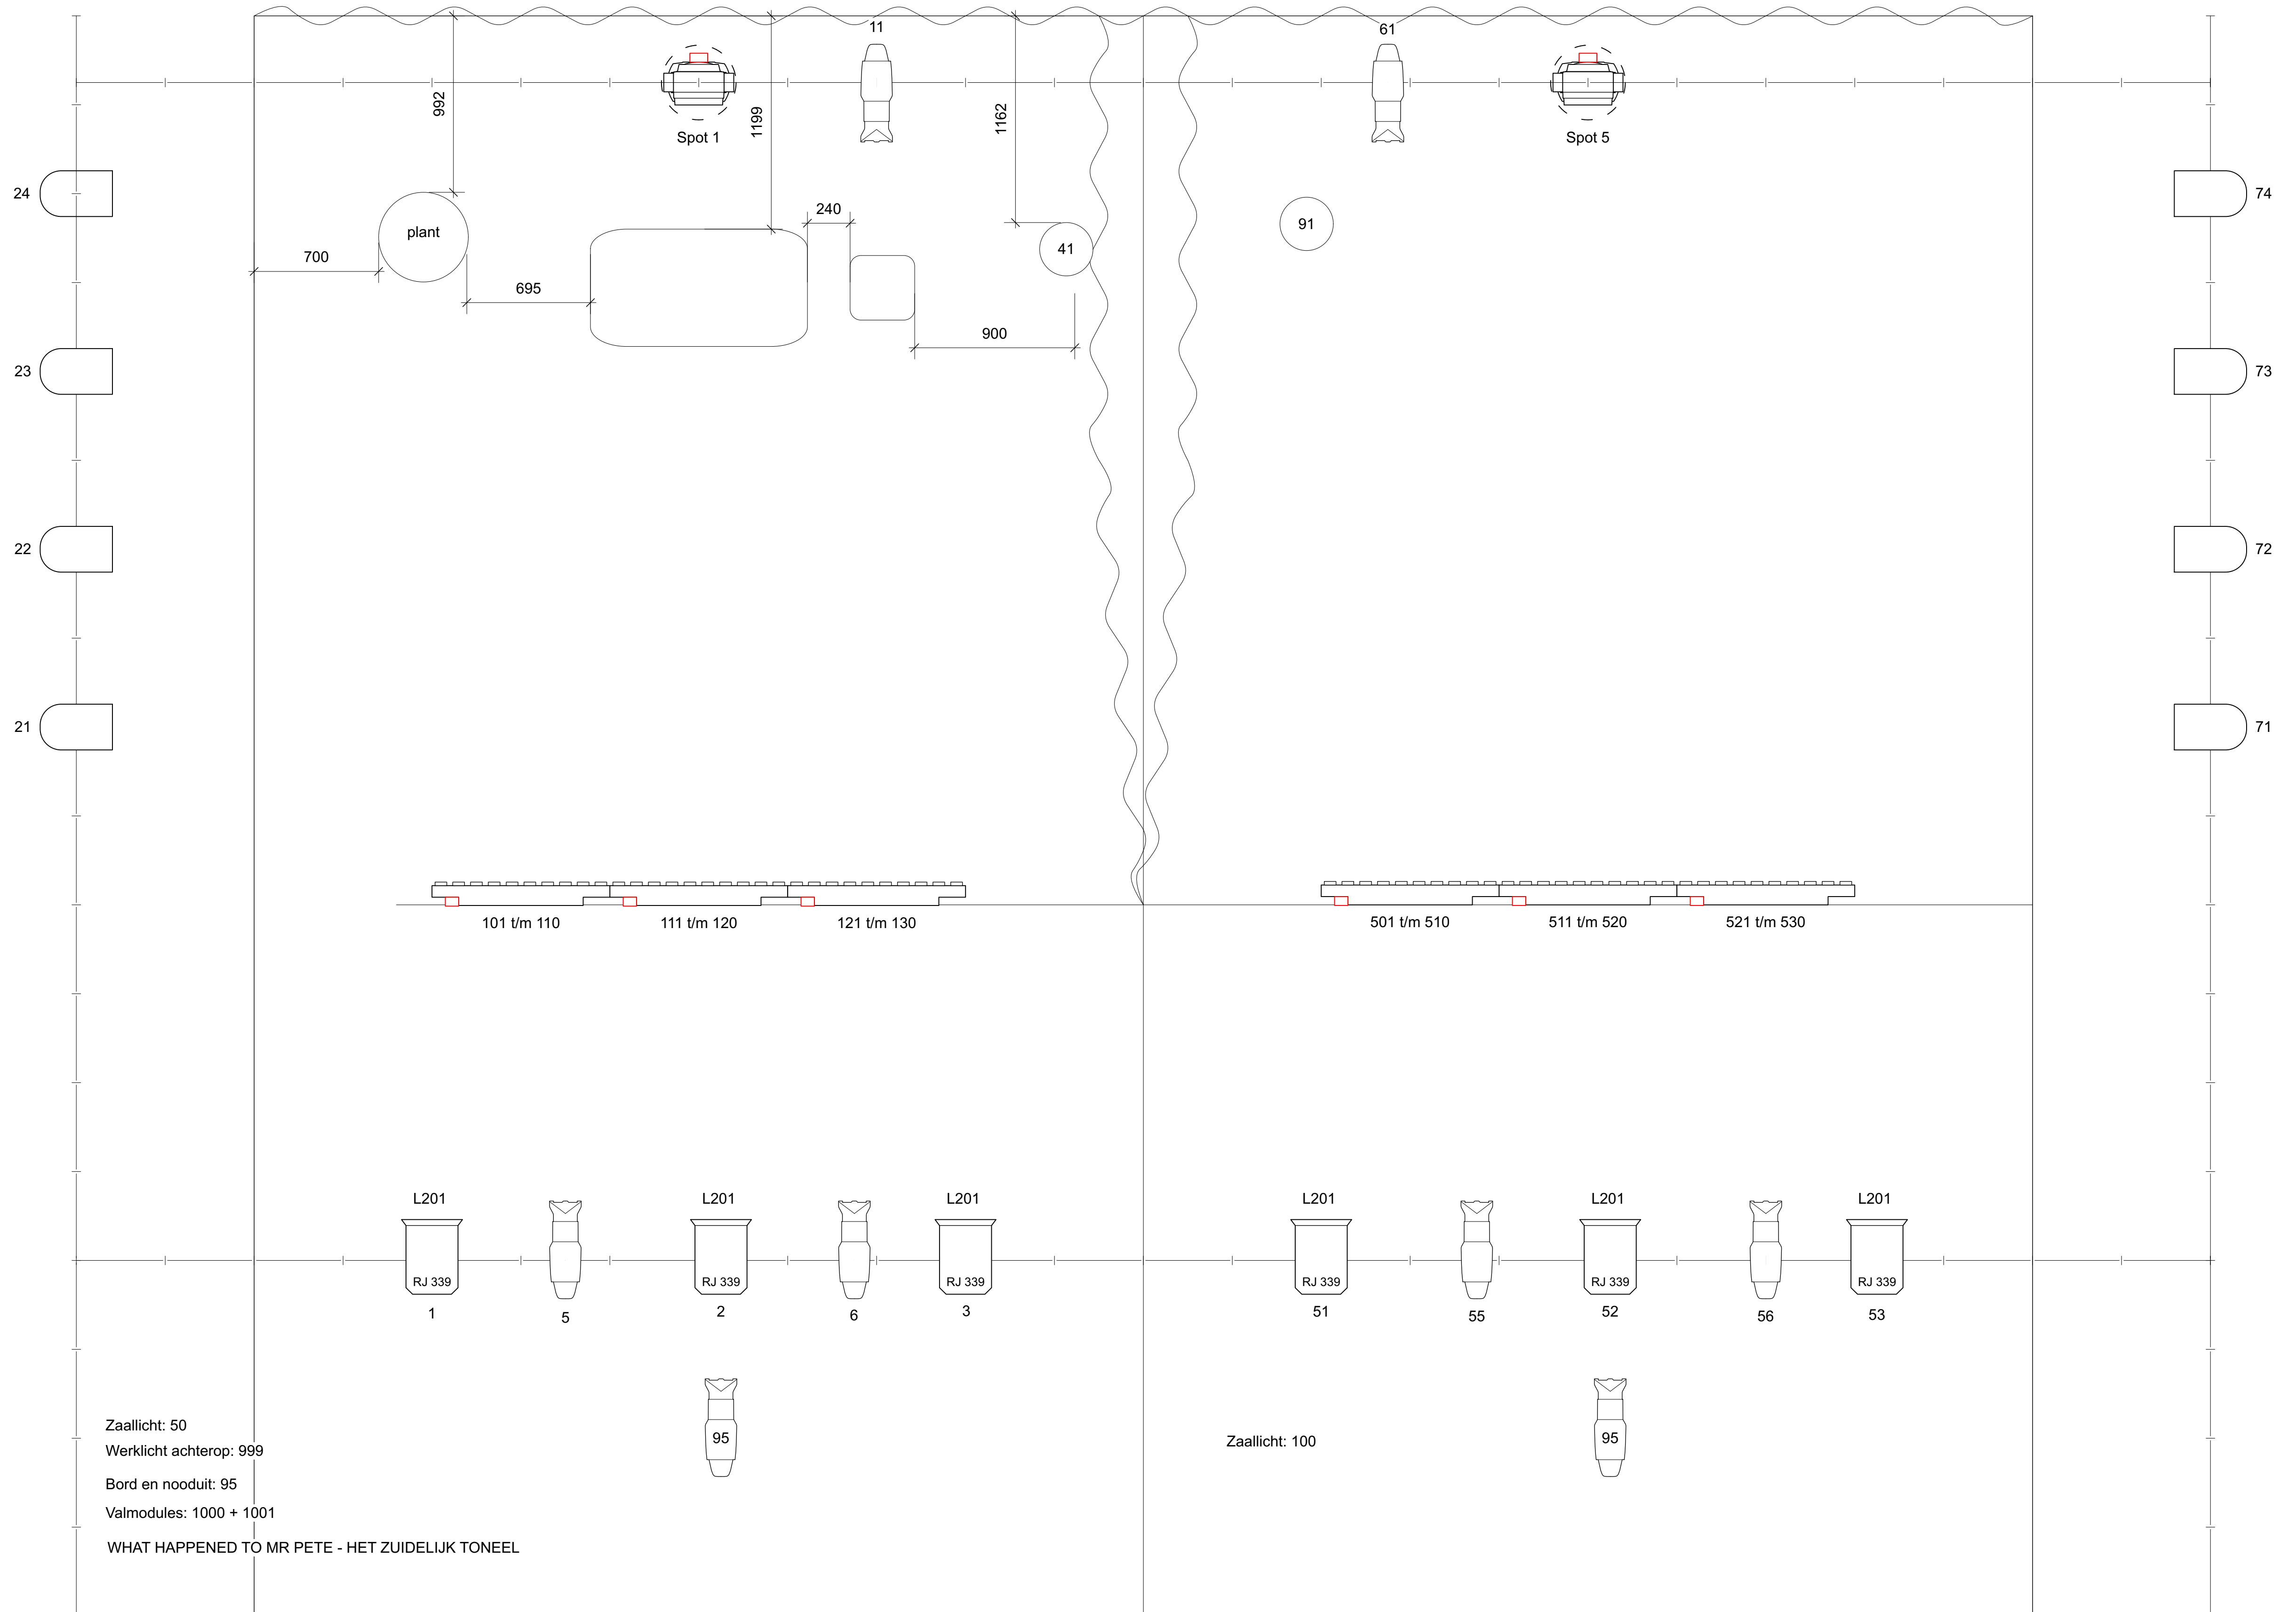 11
61
992
1199
1162
Spot 1
Spot 5
24
74
240
plant
91
41
700
695
900
23
73
22
72
21
71
101 t/m 110
111 t/m 120
121 t/m 130
501 t/m 510
511 t/m 520
521 t/m 530
L201
L201
L201
L201
L201
L201
RJ 339
RJ 339
RJ 339
RJ 339
RJ 339
RJ 339
1
5
2
6
3
51
55
52
56
53
95
95
Zaallicht: 50
Werklicht achterop: 999
Bord en nooduit: 95
Valmodules: 1000 + 1001
Zaallicht: 100
WHAT HAPPENED TO MR PETE - HET ZUIDELIJK TONEEL